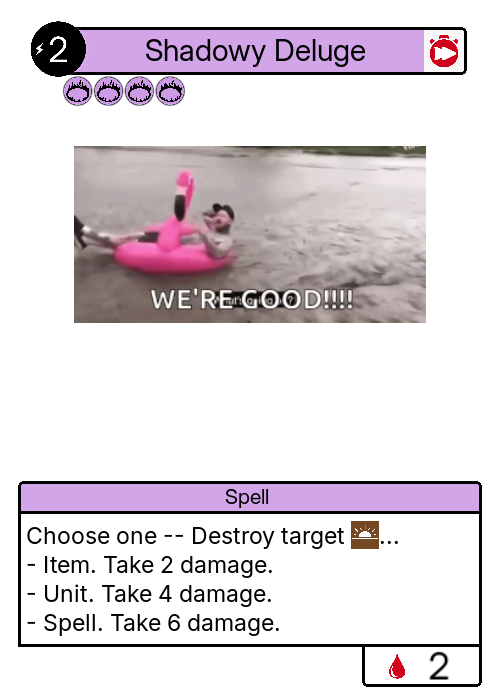 2 Shadowy Deluge
WE'RE GOOD!!!!
Spell
Choose one -- Destroy target ...
- Item. Take 2 damage.
- Unit. Take 4 damage.
- Spell. Take 6 damage.
2